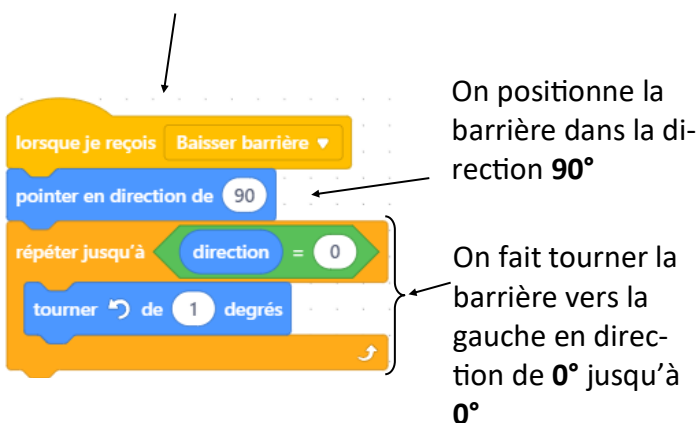 On positionne la
barrière dans la di-
rection 90°
lorsque je reçois Baisser barrière
pointer en direction de 90
répéter jusqu'à direction = 0
tourner de 1 degrés
On fait tourner la
barrière vers la
gauche en direc-
tion de 0° jusqu'à
0°